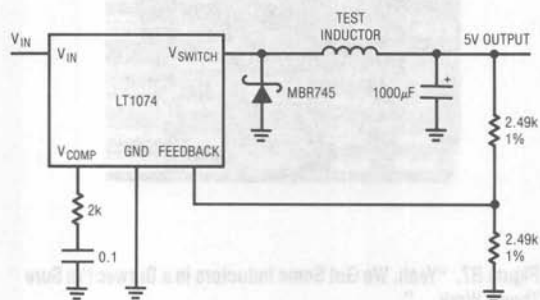 TEST
INDUCTOR
V_IN
V_IN
V_SWITCH
5V OUTPUT
MBR745
1000µF
+
LT1074
2.49k
1%
V_COMP
GND
FEEDBACK
2k
2.49k
1%
0.1